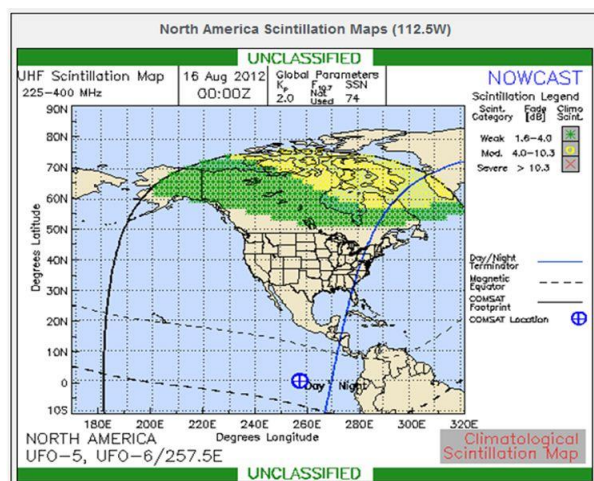 North America Scintillation Maps (112.5W)
UNCLASSIFIED
UHF Scintillation Map
225-400 MHz
16 Aug 2012
00:00Z
Global Parameters
Kp F10.7 SSN
2.0 Not Used 74
NOWCAST
Scintillation Legend
Scint. Category Fade [dB] Climo Scint.
Weak 1.6-4.0
Mod. 4.0-10.3
Severe > 10.3
90N
80N
70N
60N
50N
40N
30N
20N
10N
0
10S
Degrees Latitude
Day/Night Terminator
Magnetic Equator
COMSAT Footprint
COMSAT Location
Day Night
180E 200E 220E 240E 260E 280E 300E 320E
Degrees Longitude
NORTH AMERICA
UFO-5, UFO-6/257.5E
Climatological
Scintillation Map
UNCLASSIFIED